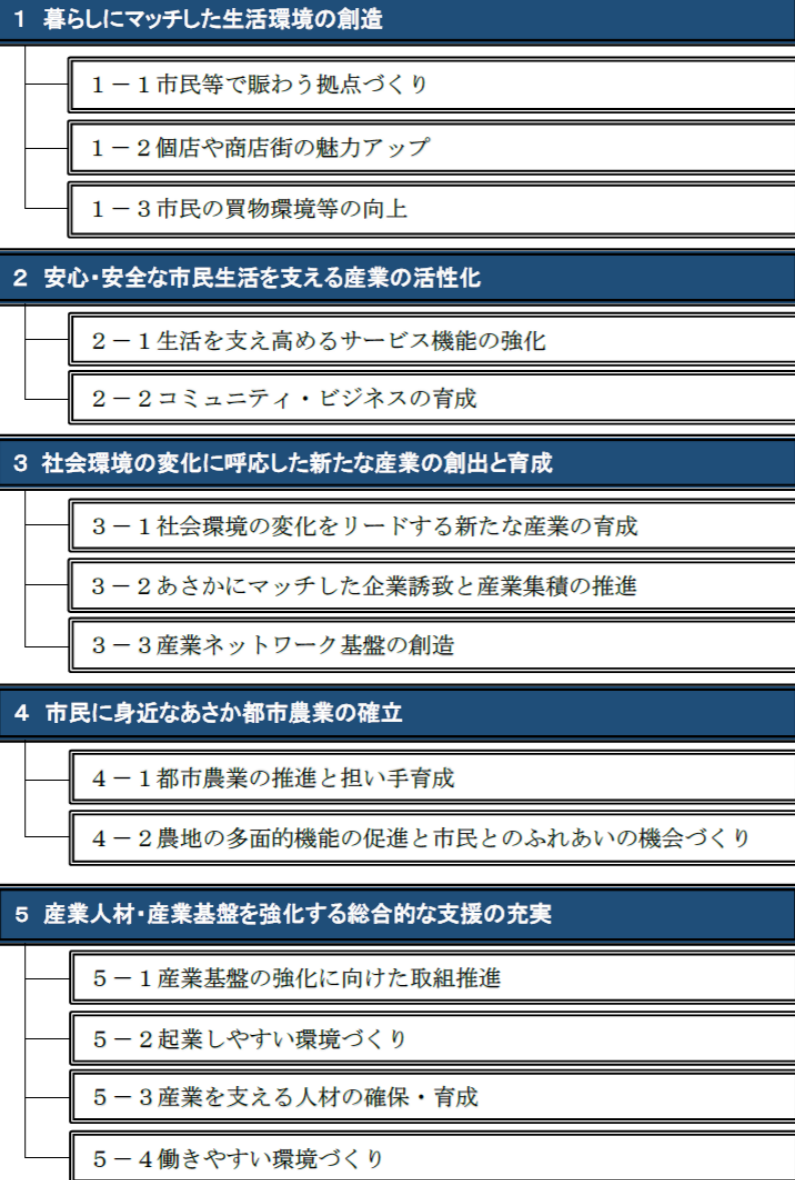 1 暮らしにマッチした生活環境の創造
1－1市民等で賑わう拠点づくり
1－2個店や商店街の魅力アップ
1－3市民の買物環境等の向上
2 安心・安全な市民生活を支える産業の活性化
2－1生活を支え高めるサービス機能の強化
2－2コミュニティ・ビジネスの育成
3 社会環境の変化に呼応した新たな産業の創出と育成
3－1社会環境の変化をリードする新たな産業の育成
3－2あさかにマッチした企業誘致と産業集積の推進
3－3産業ネットワーク基盤の創造
4 市民に身近なあさか都市農業の確立
4－1都市農業の推進と担い手育成
4－2農地の多面的機能の促進と市民とのふれあいの機会づくり
5 産業人材・産業基盤を強化する総合的な支援の充実
5－1産業基盤の強化に向けた取組推進
5－2起業しやすい環境づくり
5－3産業を支える人材の確保・育成
5－4働きやすい環境づくり